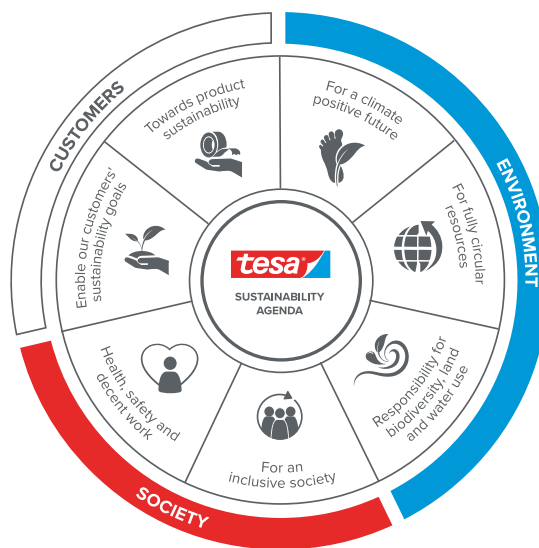 CUSTOMERS
ENVIRONMENT
SOCIETY
Towards product
sustainability
For a climate
positive future
For fully circular
resources
Responsibility for
biodiversity, land
and water use
For an
inclusive society
Health, safety and
decent work
Enable our customers'
sustainability goals
tesa®
SUSTAINABILITY
AGENDA